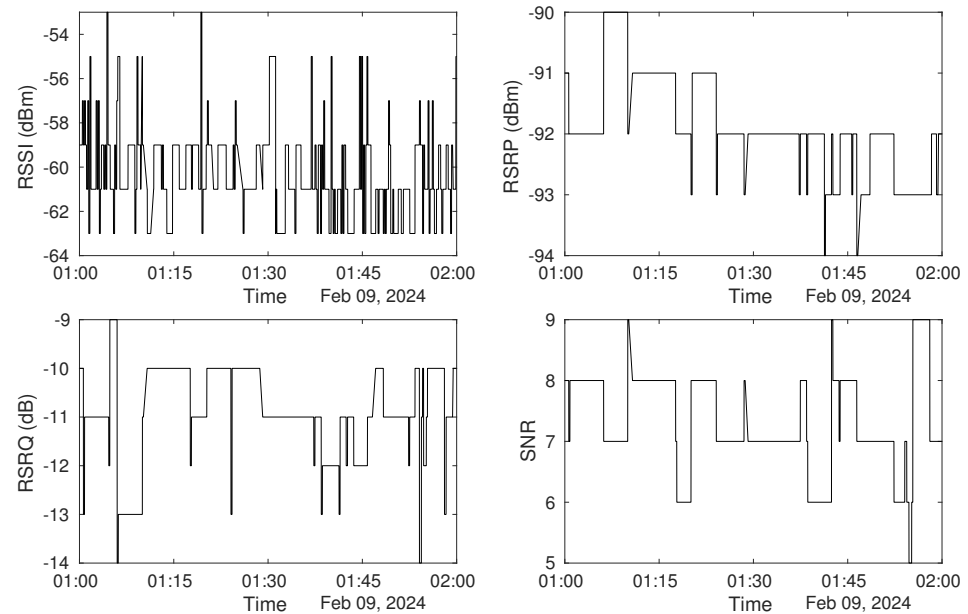 -54
-56
-58
-60
-62
-64
RSSI (dBm)
01:00 01:15 01:30 01:45 02:00
Time Feb 09, 2024
-90
-91
-92
-93
-94
RSRP (dBm)
01:00 01:15 01:30 01:45 02:00
Time Feb 09, 2024
-9
-10
-11
-12
-13
-14
RSRQ (dB)
01:00 01:15 01:30 01:45 02:00
Time Feb 09, 2024
9
8
7
6
5
SNR
01:00 01:15 01:30 01:45 02:00
Time Feb 09, 2024